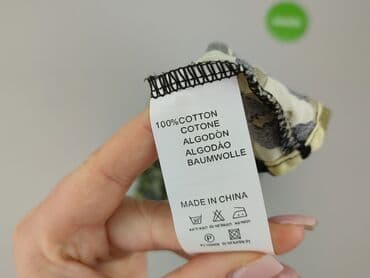 100%COTTON
COTONE
ALGODÓN
ALGODÃO
BAUMWOLLE
MADE IN CHINA